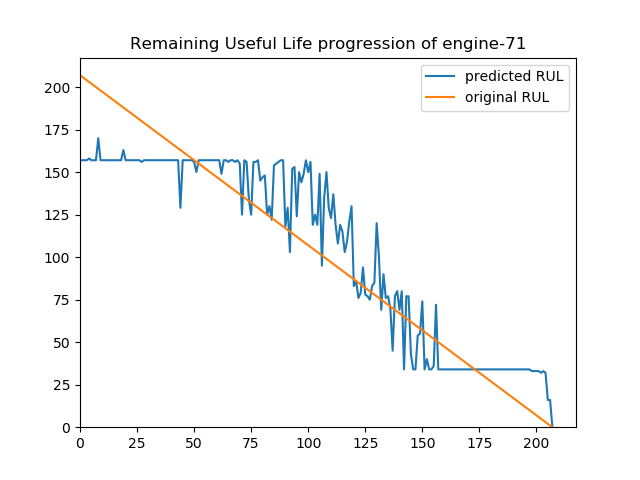 Remaining Useful Life progression of engine-71
predicted RUL
original RUL
200
175
150
125
100
75
50
25
0
0 25 50 75 100 125 150 175 200